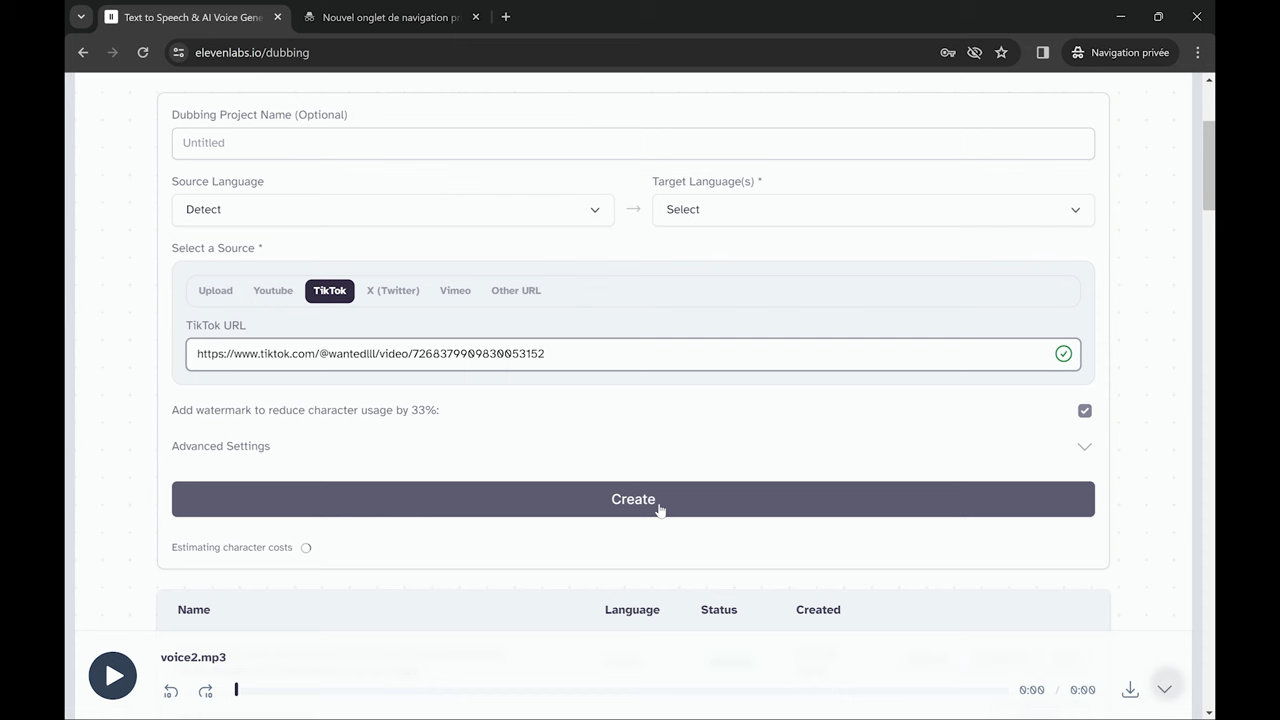 Text to Speech & AI Voice Gene
Nouvel onglet de navigation pr
elevenlabs.io/dubbing
Navigation privée
Dubbing Project Name (Optional)
Untitled
Source Language
Target Language(s) *
Detect
Select
Select a Source *
Upload Youtube TikTok X (Twitter) Vimeo Other URL
TikTok URL
https://www.tiktok.com/@wantedlll/video/7268379909830053152
Add watermark to reduce character usage by 33%:
Advanced Settings
Create
Estimating character costs
Name Language Status Created
voice2.mp3
10 10 0:00 / 0:00